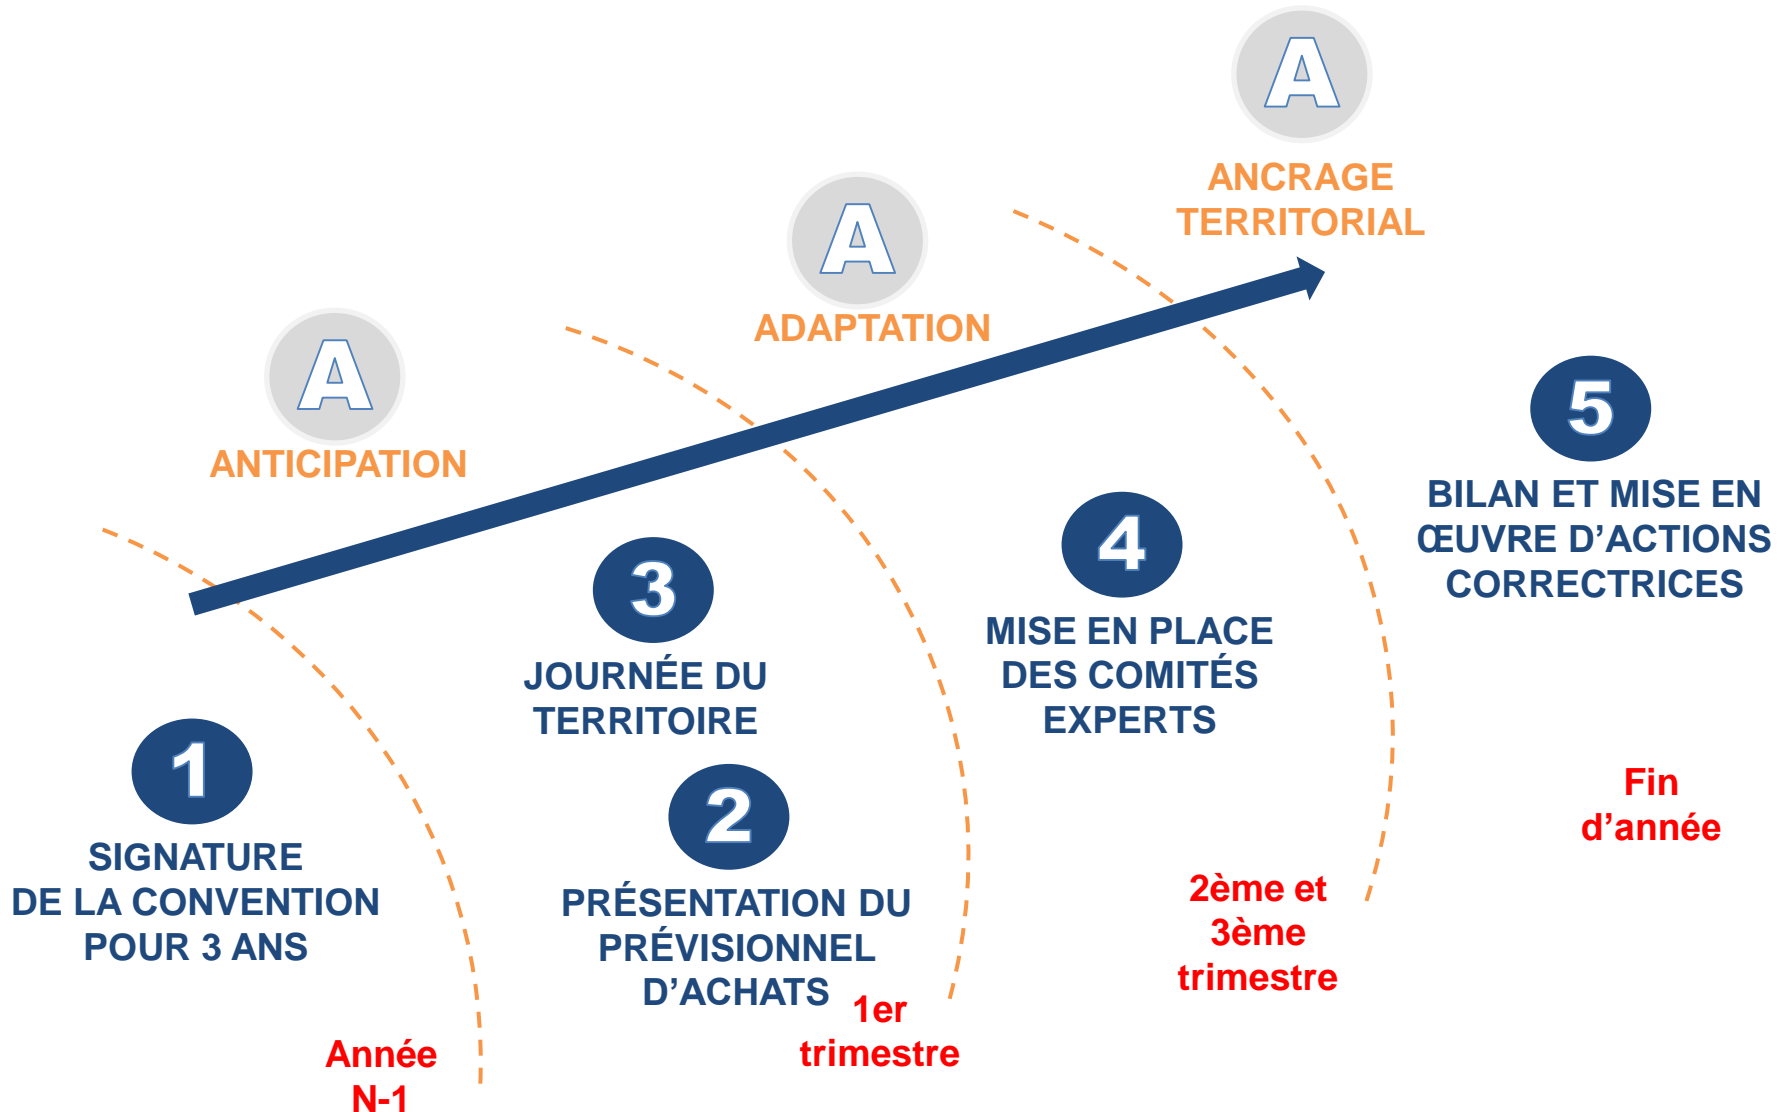 A
ANTICIPATION
A
ADAPTATION
A
ANCRAGE
TERRITORIAL
1
SIGNATURE
DE LA CONVENTION
POUR 3 ANS
Année
N-1
3
JOURNÉE DU
TERRITOIRE
2
PRÉSENTATION DU
PRÉVISIONNEL
D’ACHATS
1er
trimestre
4
MISE EN PLACE
DES COMITÉS
EXPERTS
2ème et
3ème
trimestre
5
BILAN ET MISE EN
ŒUVRE D’ACTIONS
CORRECTRICES
Fin
d’année